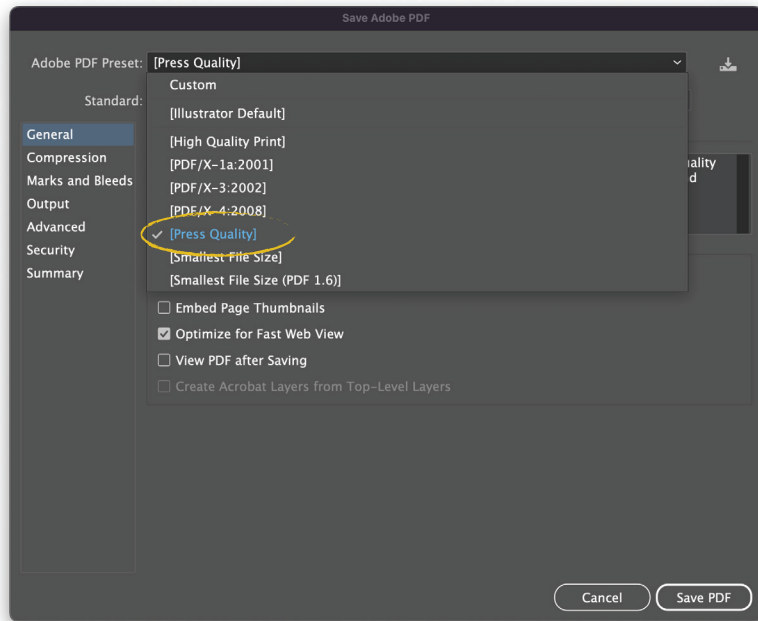 Save Adobe PDF
Adobe PDF Preset: [Press Quality]
Custom
Standard:
[Illustrator Default]
General
[High Quality Print]
Compression
[PDF/X-1a:2001]
Marks and Bleeds
[PDF/X-3:2002]
Output
[PDF/X-4:2008]
Advanced
[Press Quality]
Security
[Smallest File Size]
Summary
[Smallest File Size (PDF 1.6)]
Embed Page Thumbnails
Optimize for Fast Web View
View PDF after Saving
Create Acrobat Layers from Top-Level Layers
Cancel
Save PDF